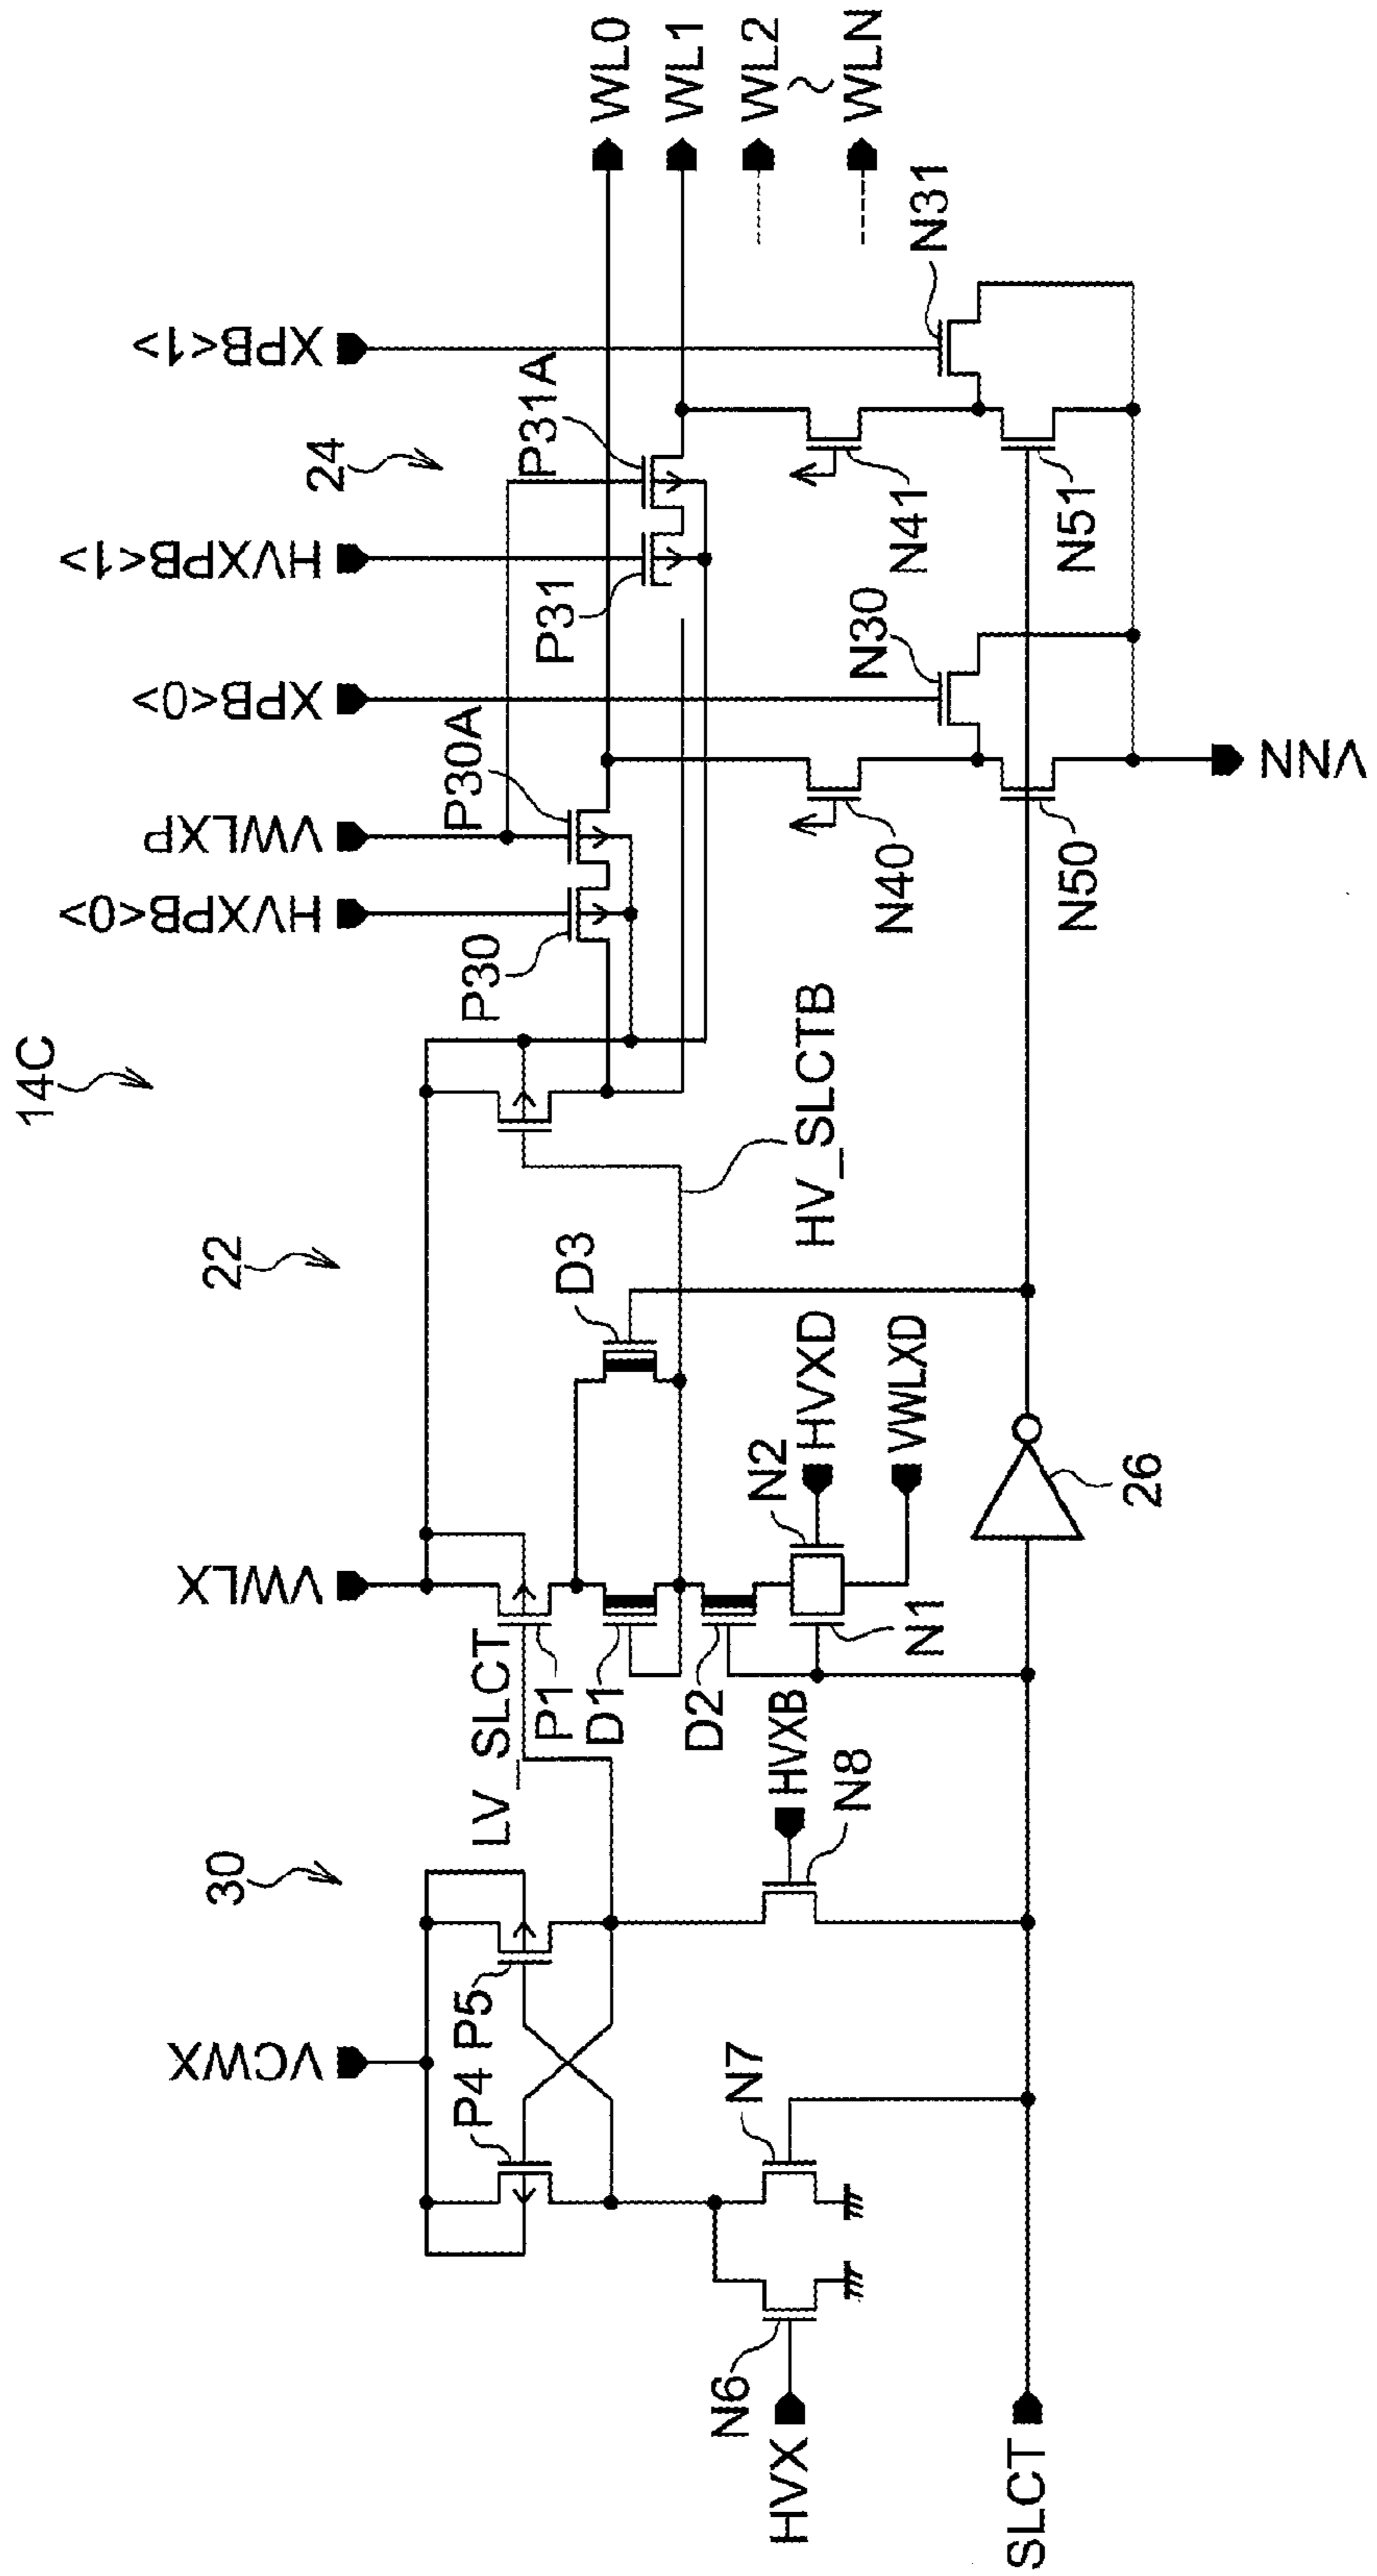 14C
30
22
24
VCWX
VWLX
HVXPB<0>
VWLXP
XPB<0>
HVXPB<1>
XPB<1>
P4
P5
LV_SLCT
P1
D1
D2
D3
P30
P30A
P31
P31A
WL0
WL1
WL2
~
WLN
HVX
N6
N7
HVXB
N8
N1
N2
HVXD
VWLXD
HV_SLCTB
N40
N30
N41
N31
N50
N51
SLCT
26
VNN